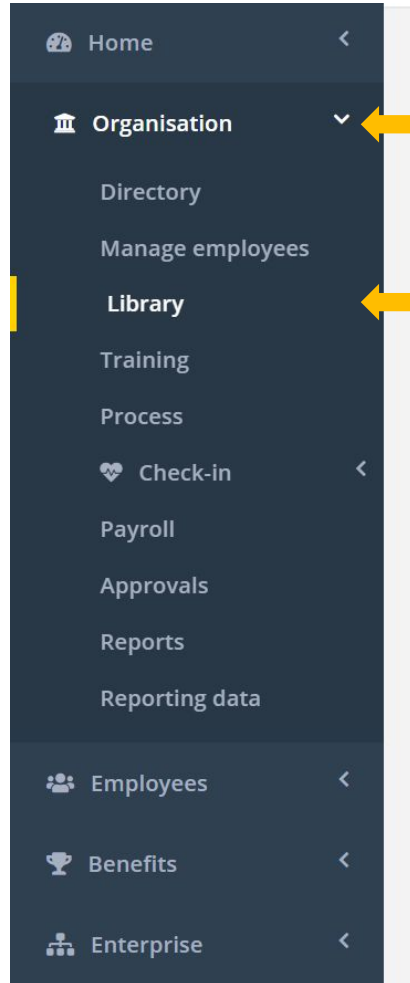 Home
Organisation
Directory
Manage employees
Library
Training
Process
Check-in
Payroll
Approvals
Reports
Reporting data
Employees
Benefits
Enterprise